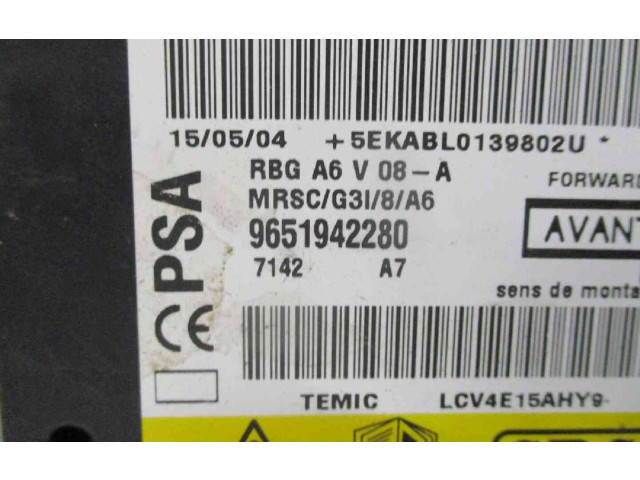 15/05/04 +5EKABL0139802U *
RBG A6 V 08-A
FORWARD
MRSC/G3I/8/A6
PSA
9651942280
AVANT
7142 A7
sens de monta
CE
TEMIC LCV4E15AHY9